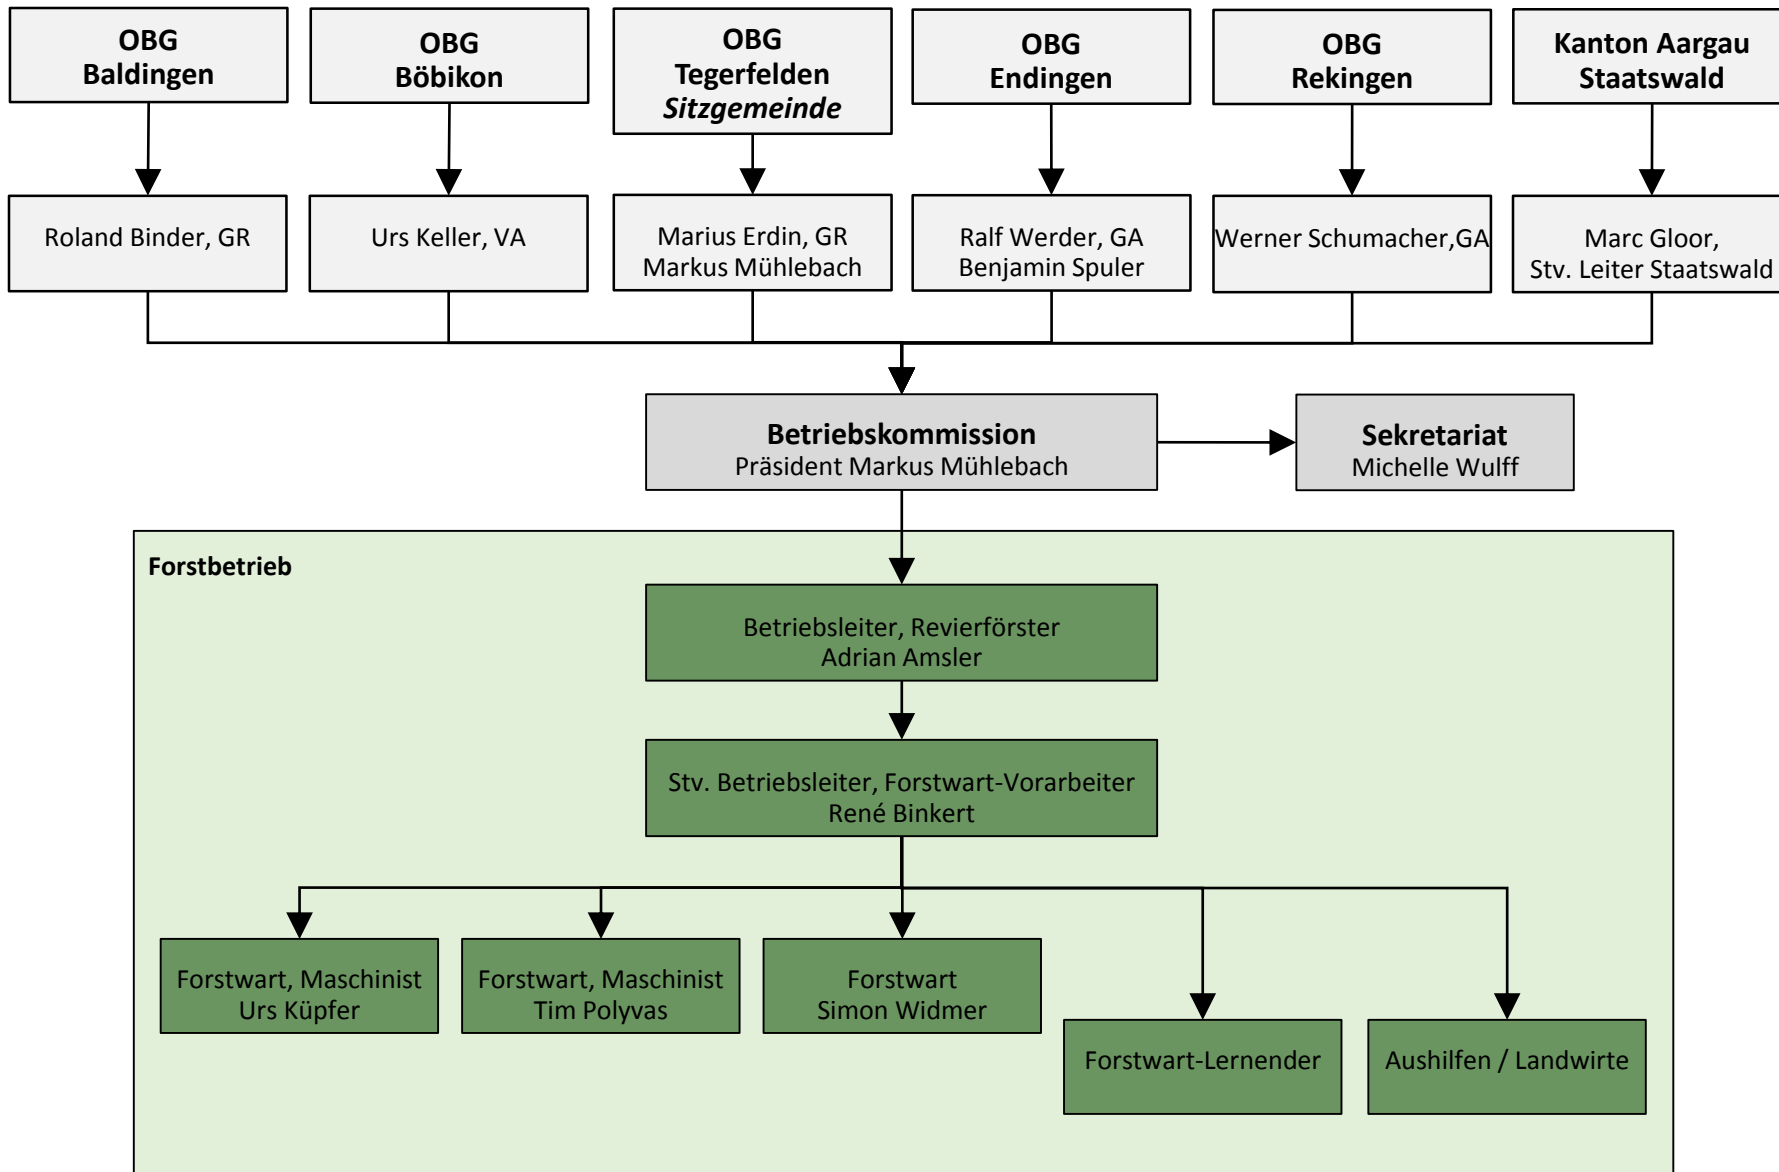 OBG
Baldingen
OBG
Böbikon
OBG
Tegerfelden
Sitzgemeinde
OBG
Endingen
OBG
Rekingen
Kanton Aargau
Staatswald
Roland Binder, GR
Urs Keller, VA
Marius Erdin, GR
Markus Mühlebach
Ralf Werder, GA
Benjamin Spuler
Werner Schumacher,GA
Marc Gloor,
Stv. Leiter Staatswald
Betriebskommission
Präsident Markus Mühlebach
Sekretariat
Michelle Wulff
Forstbetrieb
Betriebsleiter, Revierförster
Adrian Amsler
Stv. Betriebsleiter, Forstwart-Vorarbeiter
René Binkert
Forstwart, Maschinist
Urs Küpfer
Forstwart, Maschinist
Tim Polyvas
Forstwart
Simon Widmer
Forstwart-Lernender
Aushilfen / Landwirte